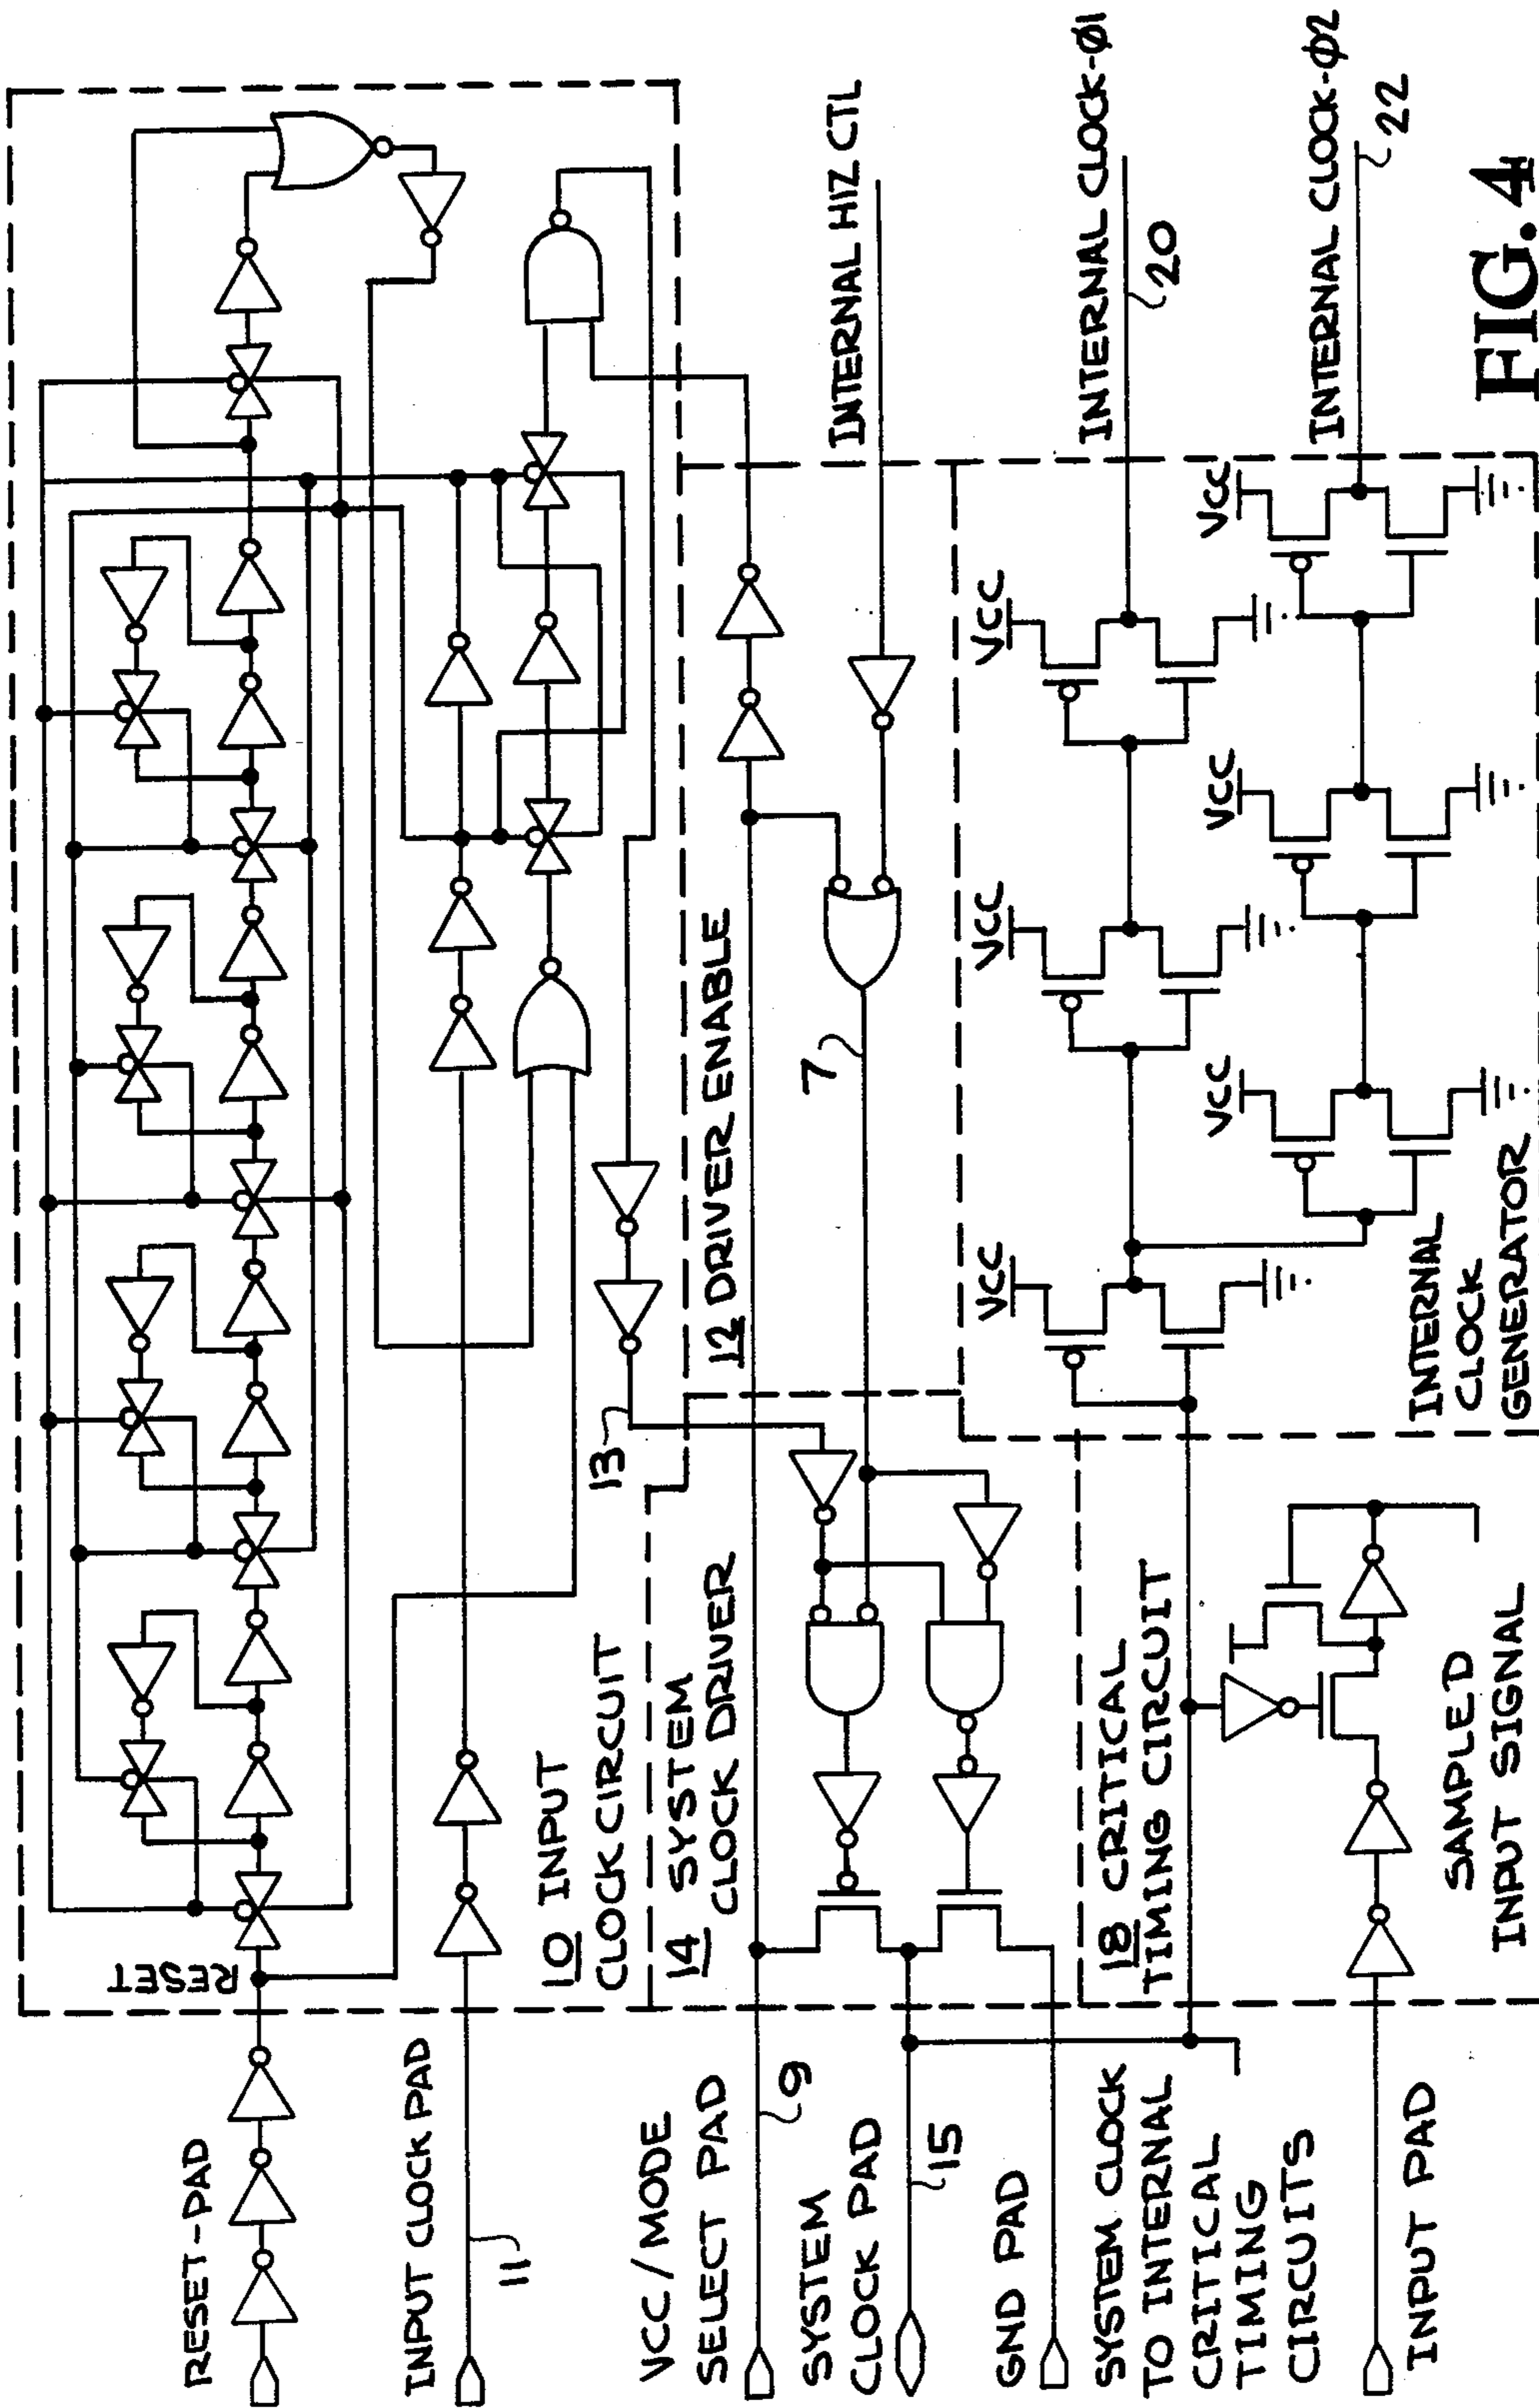 RESET-PAD
RESET
INPUT CLOCK PAD
11
10 INPUT
CLOCK CIRCUIT
VCC/MODE
SELECT PAD
9
14 SYSTEM
CLOCK DRIVER
13
12 DRIVER ENABLE
7
INTERNAL HIZ CTL
SYSTEM
CLOCK PAD
15
GND PAD
SYSTEM CLOCK
TO INTERNAL
CRITICAL
TIMING
CIRCUITS
18 CRITICAL
TIMING CIRCUIT
INPUT PAD
SAMPLED
INPUT SIGNAL
INTERNAL
CLOCK
GENERATOR
VCC
VCC
VCC
VCC
VCC
VCC
INTERNAL CLOCK-Ø1
20
INTERNAL CLOCK-Ø2
22
FIG. 4